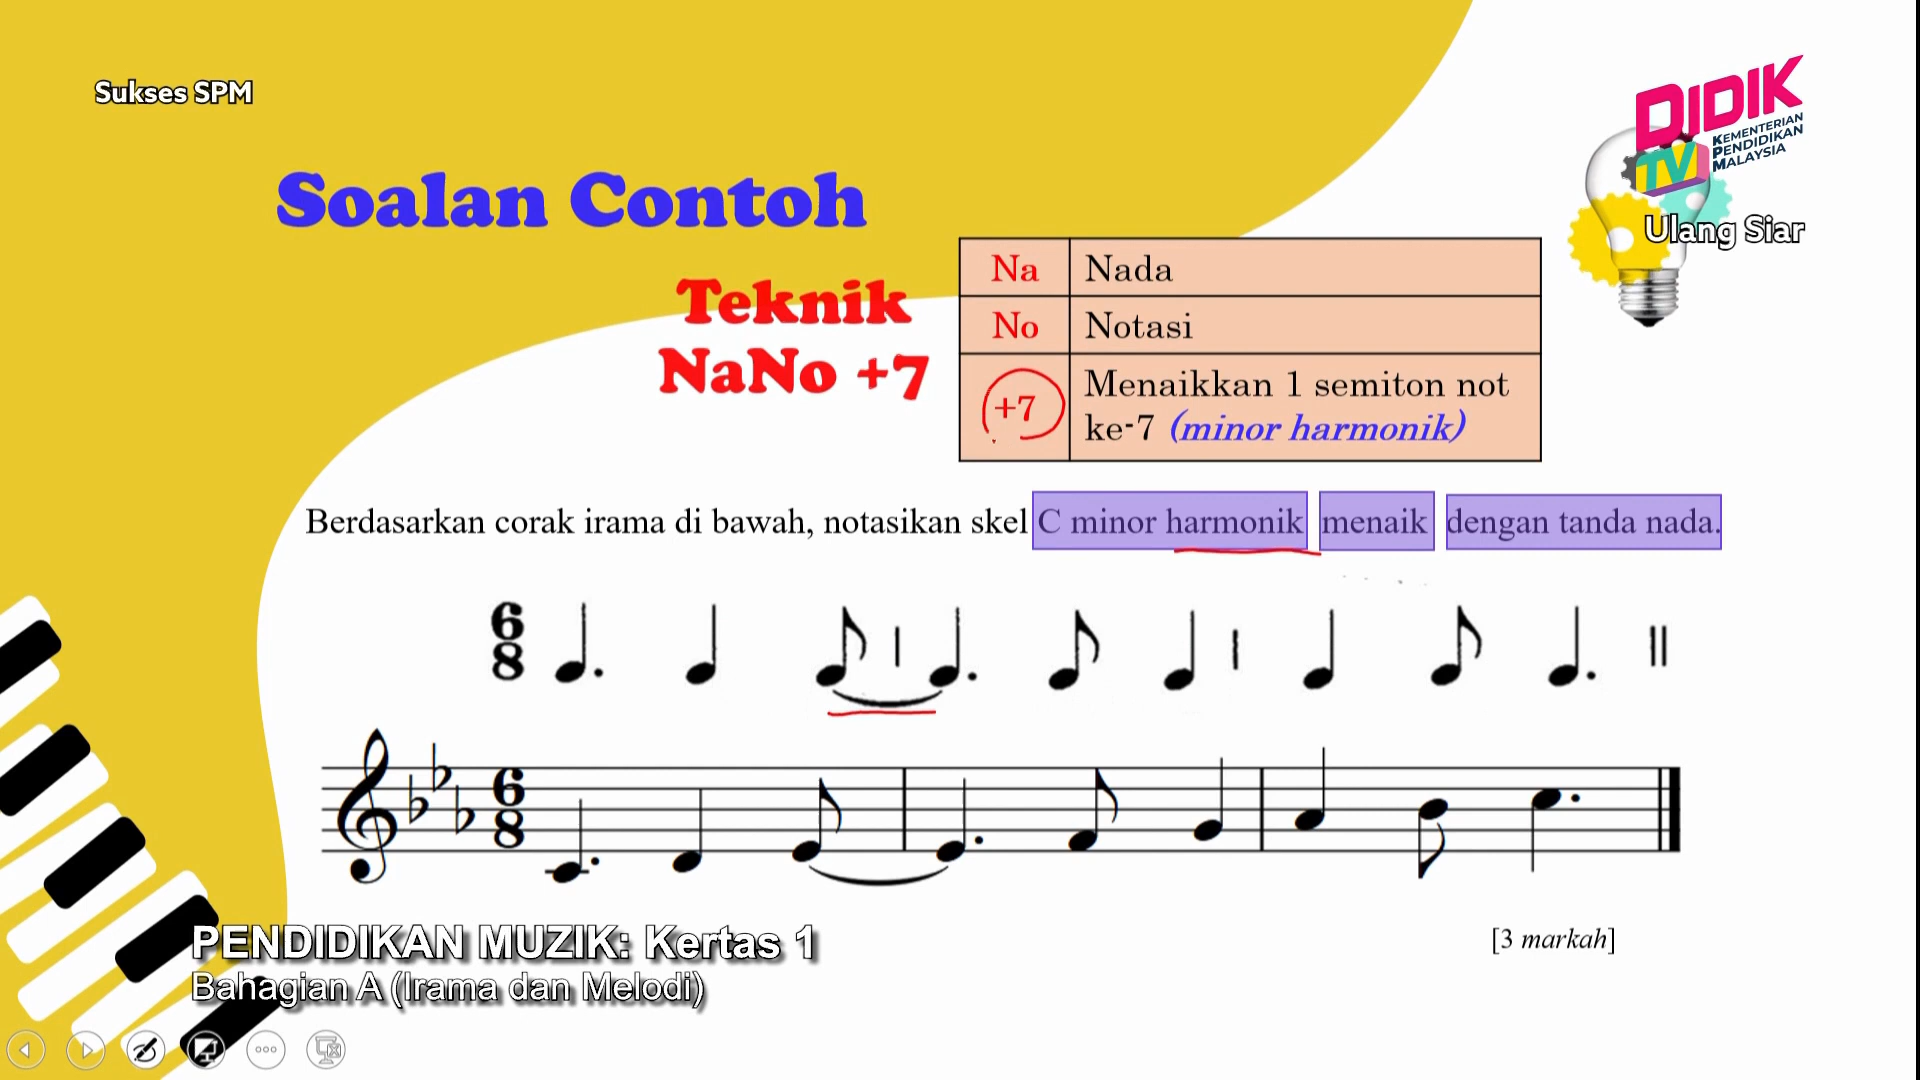 Sukses SPM
DIDIK
TV
KEMENTERIAN
PENDIDIKAN
MALAYSIA
Ulang Siar
Soalan Contoh
Teknik
NaNo +7
Na Nada
No Notasi
+7 Menaikkan 1 semiton not
ke-7 (minor harmonik)
Berdasarkan corak irama di bawah, notasikan skel C minor harmonik menaik dengan tanda nada.
6
8
6
8
[3 markah]
PENDIDIKAN MUZIK: Kertas 1
Bahagian A (Irama dan Melodi)